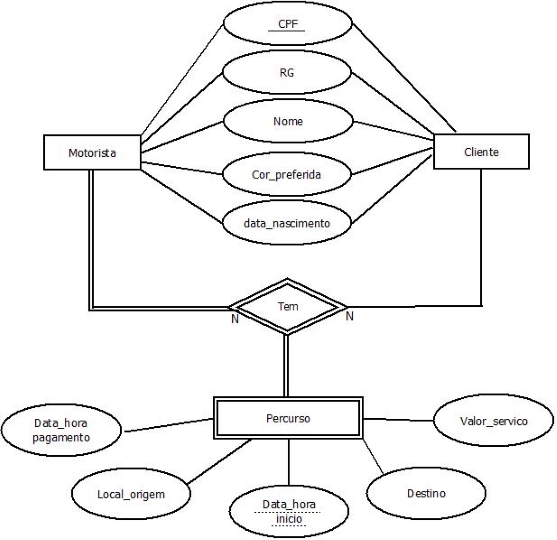 CPF
RG
Nome
Motorista
Cliente
Cor_preferida
data_nascimento
Tem
N
N
Percurso
Data_hora
pagamento
Valor_servico
Local_origem
Data_hora
inicio
Destino